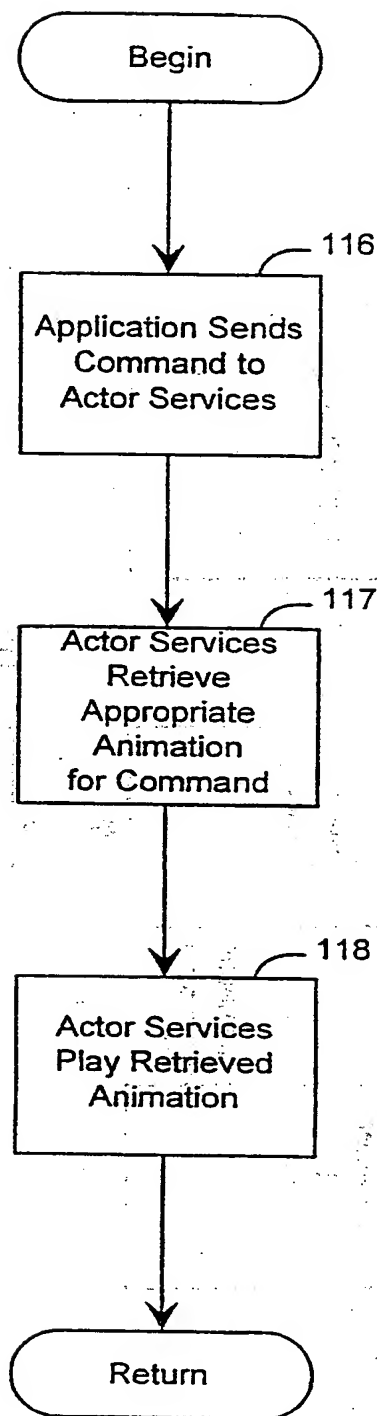 Begin
116
Application Sends
Command to
Actor Services
117
Actor Services
Retrieve
Appropriate
Animation
for Command
118
Actor Services
Play Retrieved
Animation
Return